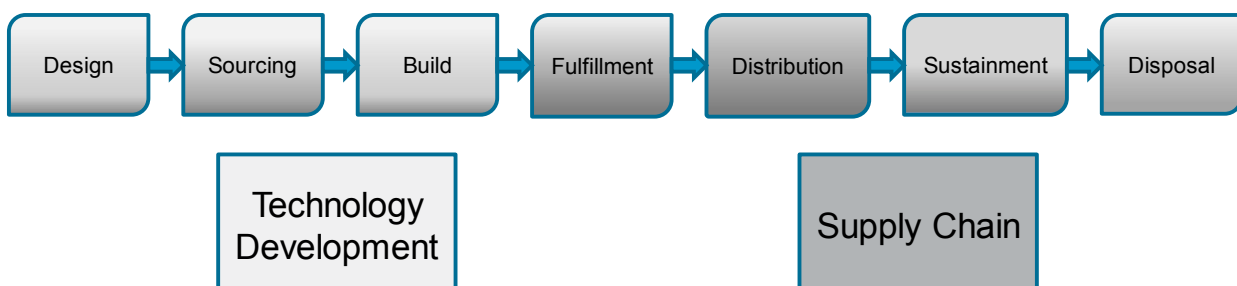 Design
Sourcing
Build
Fulfillment
Distribution
Sustainment
Disposal
Technology
Development
Supply Chain